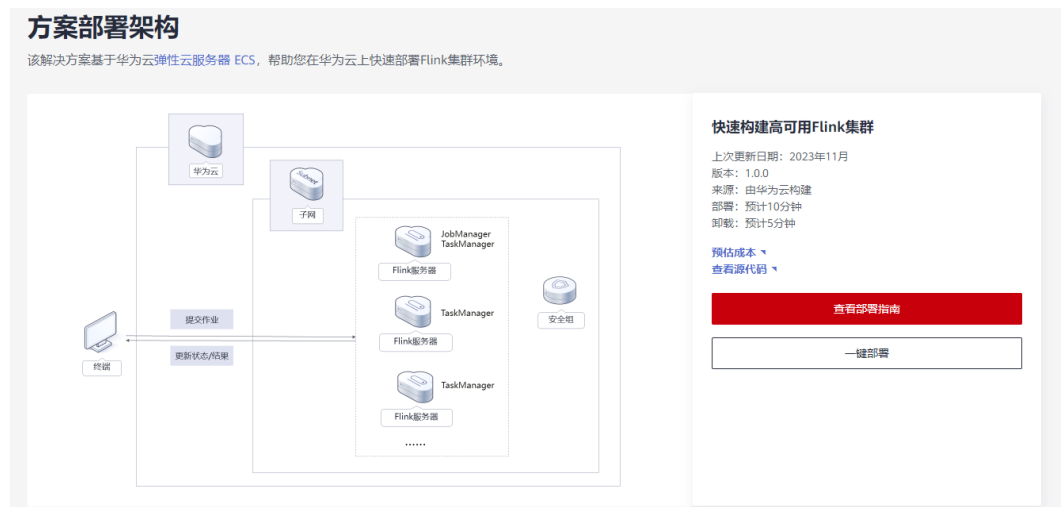 方案部署架构
该解决方案基于华为云弹性云服务器 ECS，帮助您在华为云上快速部署Flink集群环境。
华为云
Subnet
子网
JobManager
TaskManager
Flink服务器
TaskManager
Flink服务器
TaskManager
Flink服务器
……
安全组
提交作业
更新状态/结果
终端
快速构建高可用Flink集群
上次更新日期：2023年11月
版本：1.0.0
来源：由华为云构建
部署：预计10分钟
卸载：预计5分钟
预估成本
查看源代码
查看部署指南
一键部署